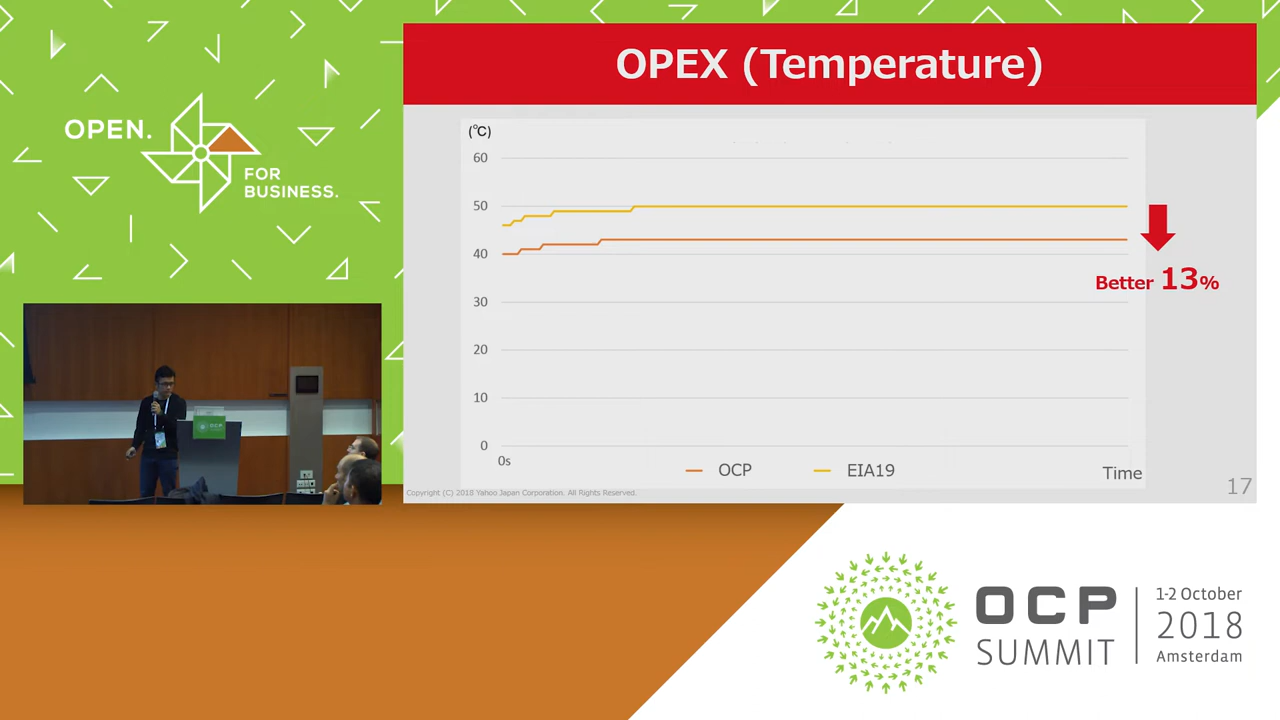 OPEN.
FOR
BUSINESS.
OPEX (Temperature)
(℃)
60
50
40
30
20
10
0
0s
OCP
EIA19
Time
Better 13%
Copyright (C) 2018 Yahoo Japan Corporation. All Rights Reserved.
17
OCP
OCP
SUMMIT
1-2 October
2018
Amsterdam